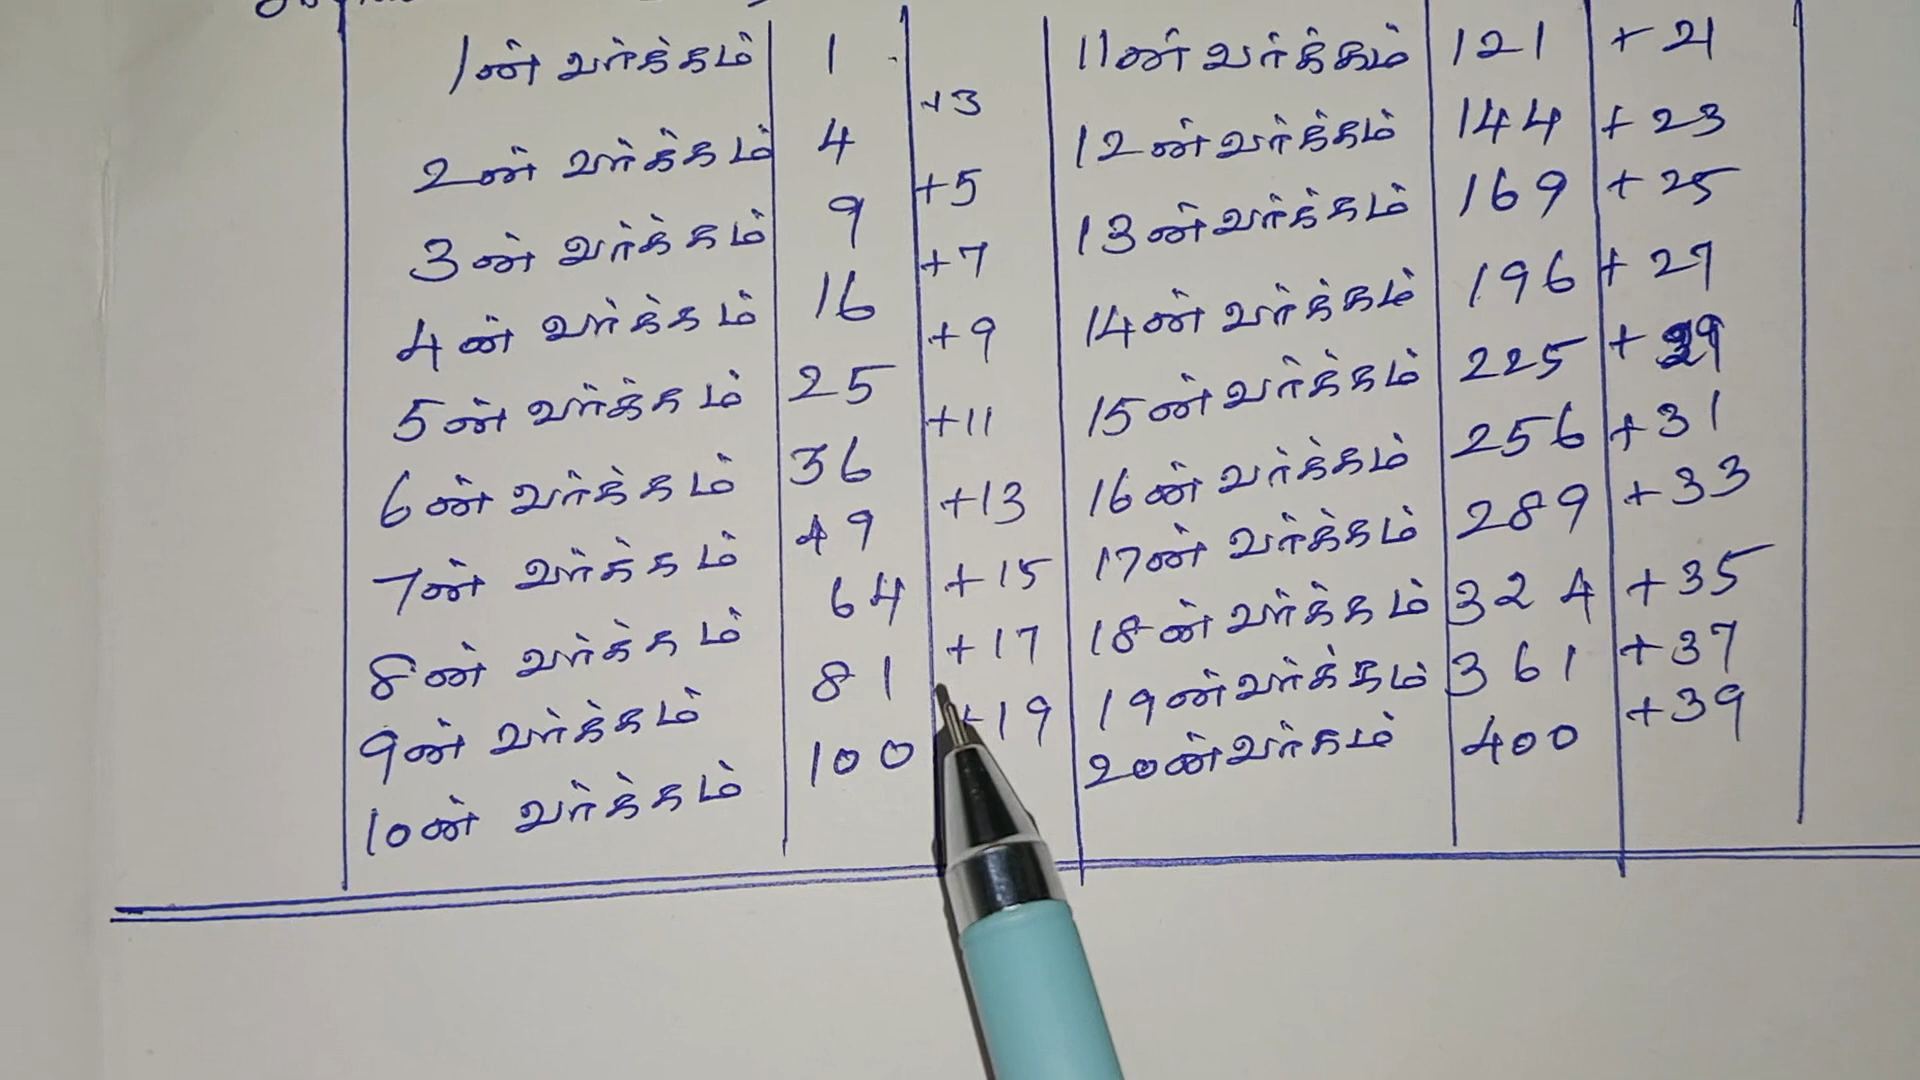 1ன் வர்க்கம் 1
+3
2ன் வர்க்கம் 4
+5
3ன் வர்க்கம் 9
+7
4ன் வர்க்கம் 16
+9
5ன் வர்க்கம் 25
+11
6ன் வர்க்கம் 36
+13
7ன் வர்க்கம் 49
+15
8ன் வர்க்கம் 64
+17
9ன் வர்க்கம் 81
+19
10ன் வர்க்கம் 100
11ன் வர்க்கம் 121 +21
12ன் வர்க்கம் 144 +23
13ன் வர்க்கம் 169 +25
14ன் வர்க்கம் 196 +27
15ன் வர்க்கம் 225 +29
16ன் வர்க்கம் 256 +31
17ன் வர்க்கம் 289 +33
18ன் வர்க்கம் 324 +35
19ன் வர்க்கம் 361 +37
20ன் வர்கம் 400 +39